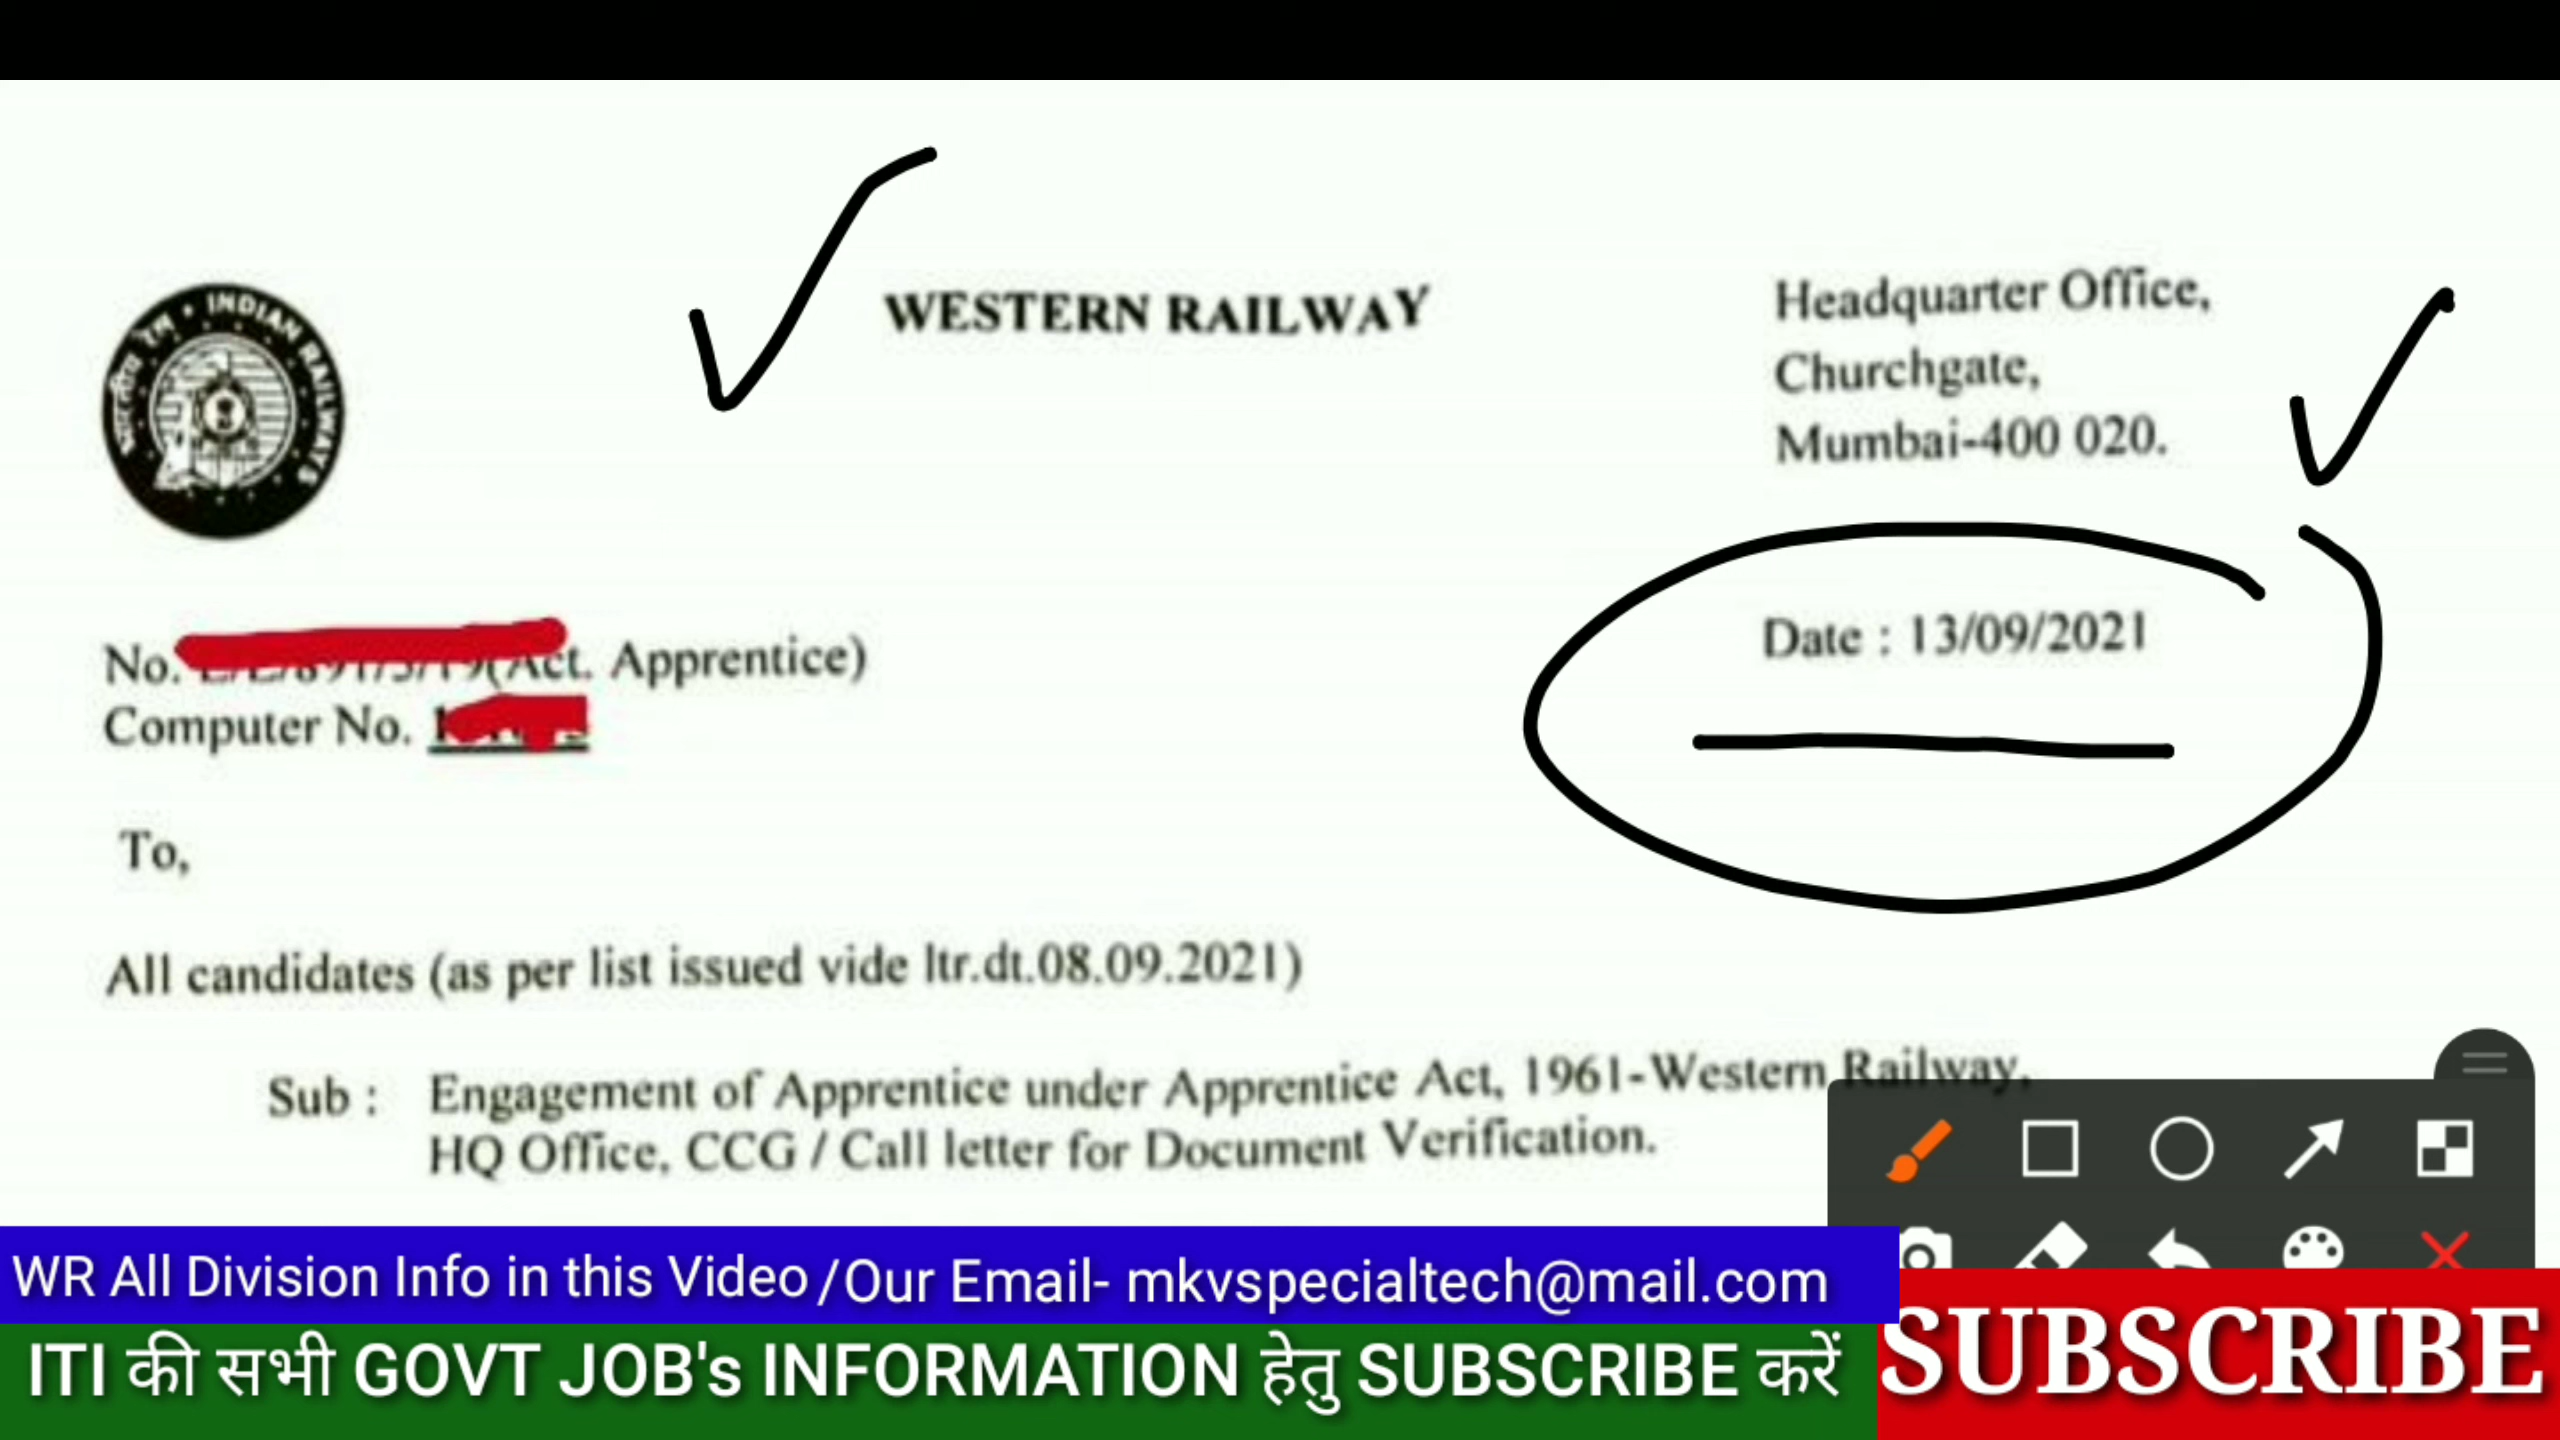 भारतीय रेल • INDIAN RAILWAYS
WESTERN RAILWAY
Headquarter Office,
Churchgate,
Mumbai-400 020.
No. (Act. Apprentice)
Date : 13/09/2021
Computer No.
To,
All candidates (as per list issued vide ltr.dt.08.09.2021)
Sub : Engagement of Apprentice under Apprentice Act, 1961-Western Railway,
HQ Office, CCG / Call letter for Document Verification.
WR All Division Info in this Video /Our Email- mkvspecialtech@mail.com
ITI की सभी GOVT JOB's INFORMATION हेतु SUBSCRIBE करें
SUBSCRIBE